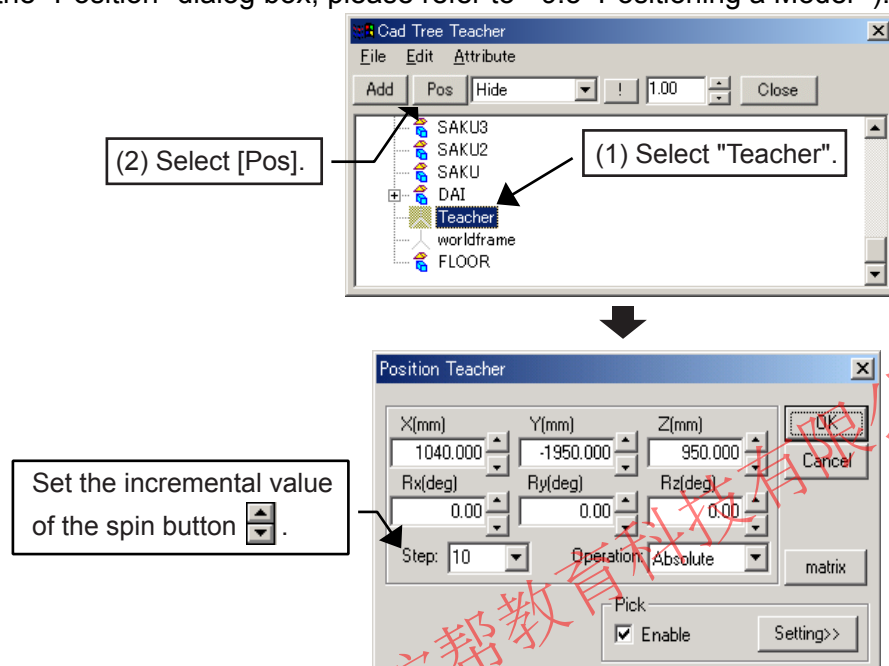 the "Position" dialog box, please refer to " 9.3 Positioning a Model" ).
Cad Tree Teacher
File Edit Attribute
Add Pos Hide ! 1.00 Close
SAKU3
(2) Select [Pos].
SAKU2
(1) Select "Teacher".
SAKU
DAI
Teacher
worldframe
FLOOR
Position Teacher
X(mm) Y(mm) Z(mm) OK
1040.000 -1950.000 950.000 Cancel
Rx(deg) Ry(deg) Rz(deg)
0.00 0.00 0.00
Set the incremental value
of the spin button .
Step: 10 Operation: Absolute matrix
Pick
Enable Setting>>
帮教育科技有限